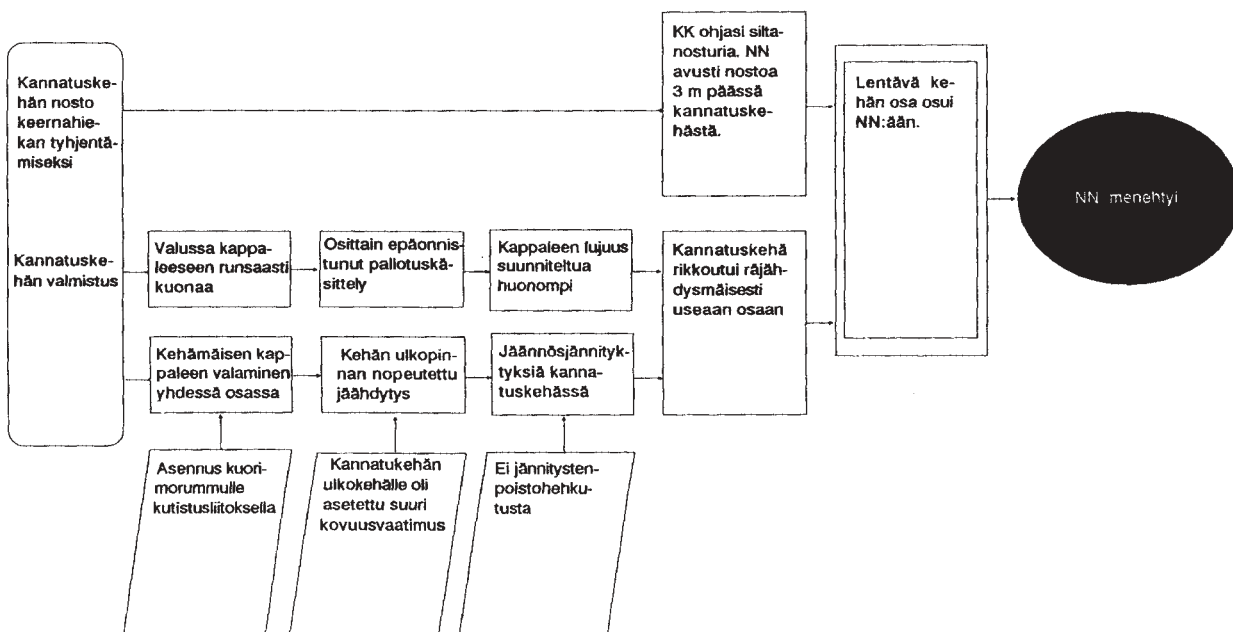 Kannatuske-
hän nosto
keernahie-
kan tyhjentä-
miseksi
KK ohjasi silta-
nosturia. NN
avusti nostoa
3 m päässä
kannatuske-
hästä.
Lentävä ke-
hän osa osui
NN:ään.
NN menehtyi
Kannatuske-
hän valmistus
Valussa kappa-
leeseen runsaasti
kuonaa
Osittain epäonnis-
tunut pallotuskä-
sittely
Kappaleen lujuus
suunniteltua
huonompi
Kannatuskehä
rikkoutui räjäh-
dysmäisesti
useaan osaan
Kehämäisen kap-
paleen valaminen
yhdessä osassa
Kehän ulkopin-
nan nopeutettu
jäähdytys
Jäännösjännityk-
tyksiä kanna-
tuskehässä
Asennus kuori-
morummulle
kutistusliitoksella
Kannatukehän
ulkokehälle oli
asetettu suuri
kovuusvaatimus
Ei jännitysten-
poistohehku-
tusta